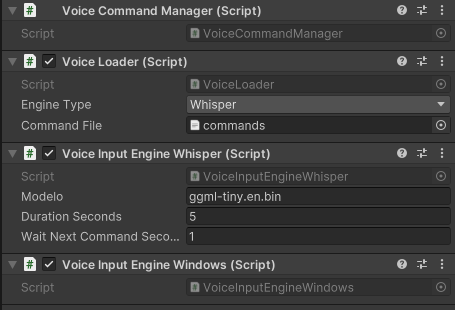 # Voice Command Manager (Script)
Script # VoiceCommandManager
# Voice Loader (Script)
Script # VoiceLoader
Engine Type Whisper
Command File commands
# Voice Input Engine Whisper (Script)
Script # VoiceInputEngineWhisper
Modelo ggml-tiny.en.bin
Duration Seconds 5
Wait Next Command Seco... 1
# Voice Input Engine Windows (Script)
Script # VoiceInputEngineWindows